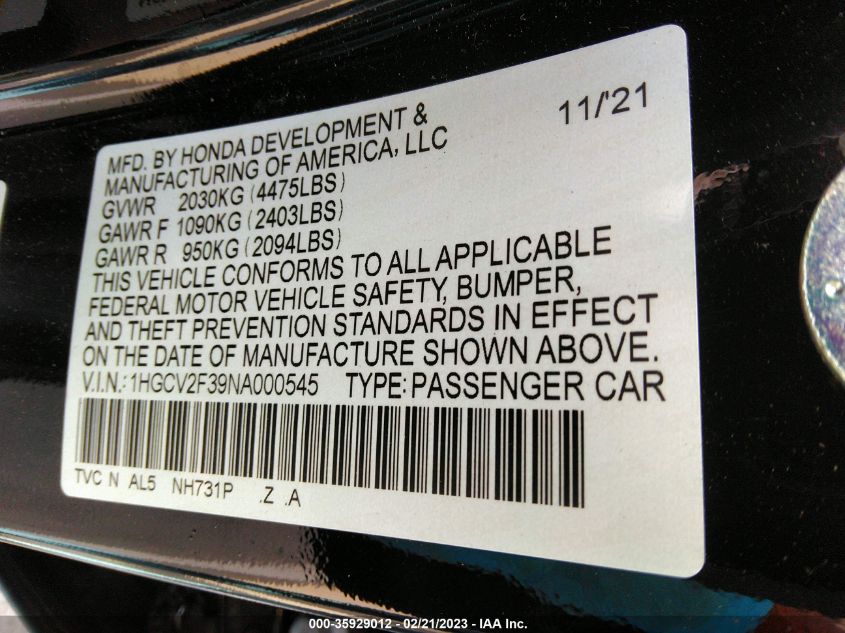 11/'21
MFD. BY HONDA DEVELOPMENT &
MANUFACTURING OF AMERICA, LLC
GVWR 2030KG (4475LBS)
GAWR F 1090KG (2403LBS)
GAWR R 950KG (2094LBS)
THIS VEHICLE CONFORMS TO ALL APPLICABLE
FEDERAL MOTOR VEHICLE SAFETY, BUMPER,
AND THEFT PREVENTION STANDARDS IN EFFECT
ON THE DATE OF MANUFACTURE SHOWN ABOVE.
V.I.N.: 1HGCV2F39NA000545 TYPE: PASSENGER CAR
TVC N AL5 NH731P .Z .A
000-35929012 - 02/21/2023 - IAA Inc.